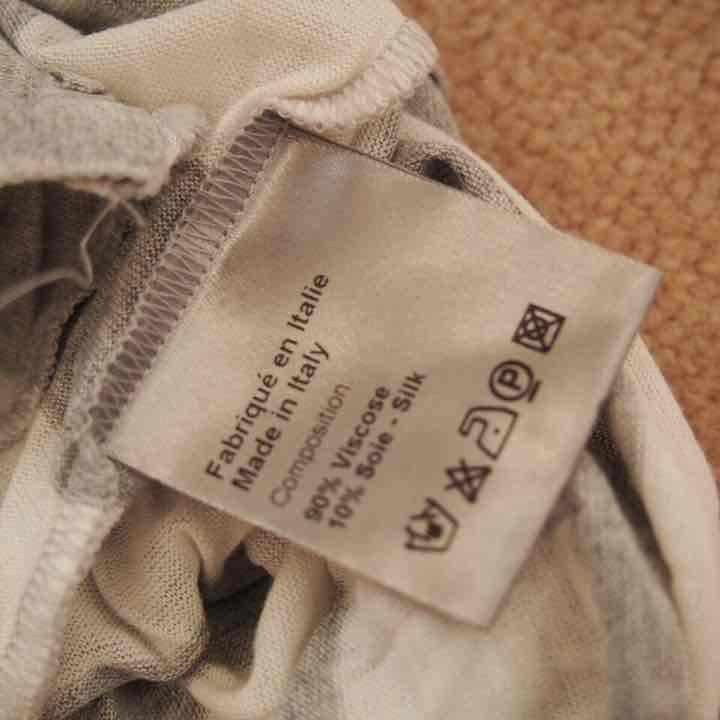 Fabriqué en Italie
Made in Italy
Composition
90% Viscose
10% Soie - Silk
P